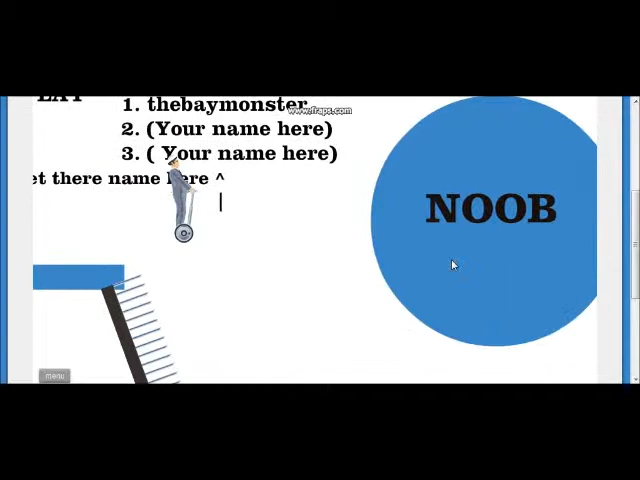 1. thebaymonster
www.fraps.com
2. (Your name here)
3. ( Your name here)
et there name here ^
NOOB
menu